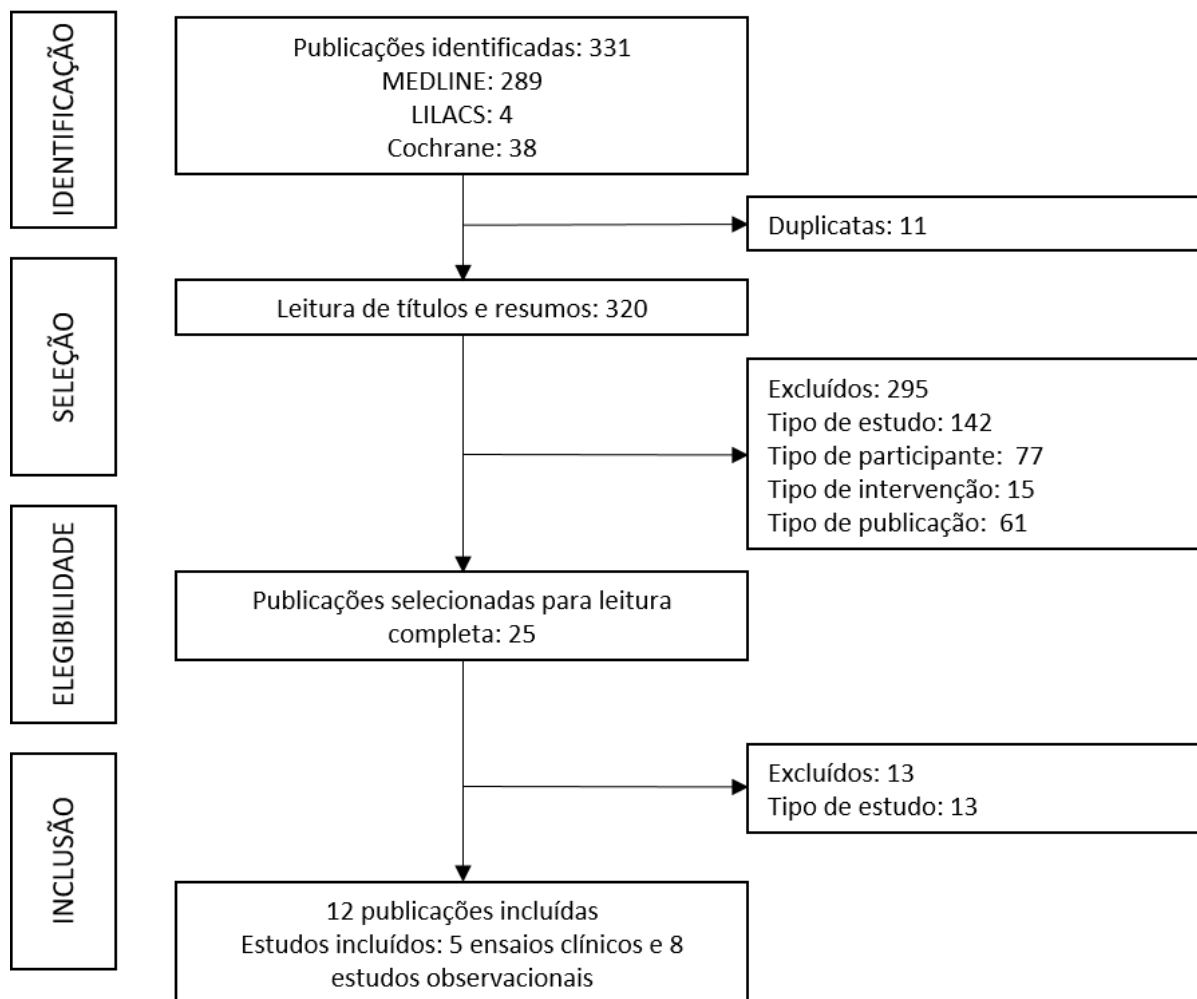 IDENTIFICAÇÃO
Publicações identificadas: 331
MEDLINE: 289
LILACS: 4
Cochrane: 38
Duplicatas: 11
SELEÇÃO
Leitura de títulos e resumos: 320
Excluídos: 295
Tipo de estudo: 142
Tipo de participante: 77
Tipo de intervenção: 15
Tipo de publicação: 61
ELEGIBILIDADE
Publicações selecionadas para leitura
completa: 25
Excluídos: 13
Tipo de estudo: 13
INCLUSÃO
12 publicações incluídas
Estudos incluídos: 5 ensaios clínicos e 8
estudos observacionais